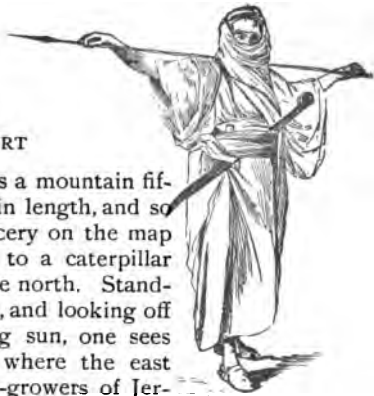 RT
s a mountain fif-
in length, and so
cery on the map
to a caterpillar
e north. Stand-
, and looking off
g sun, one sees
where the east
-growers of Jer-